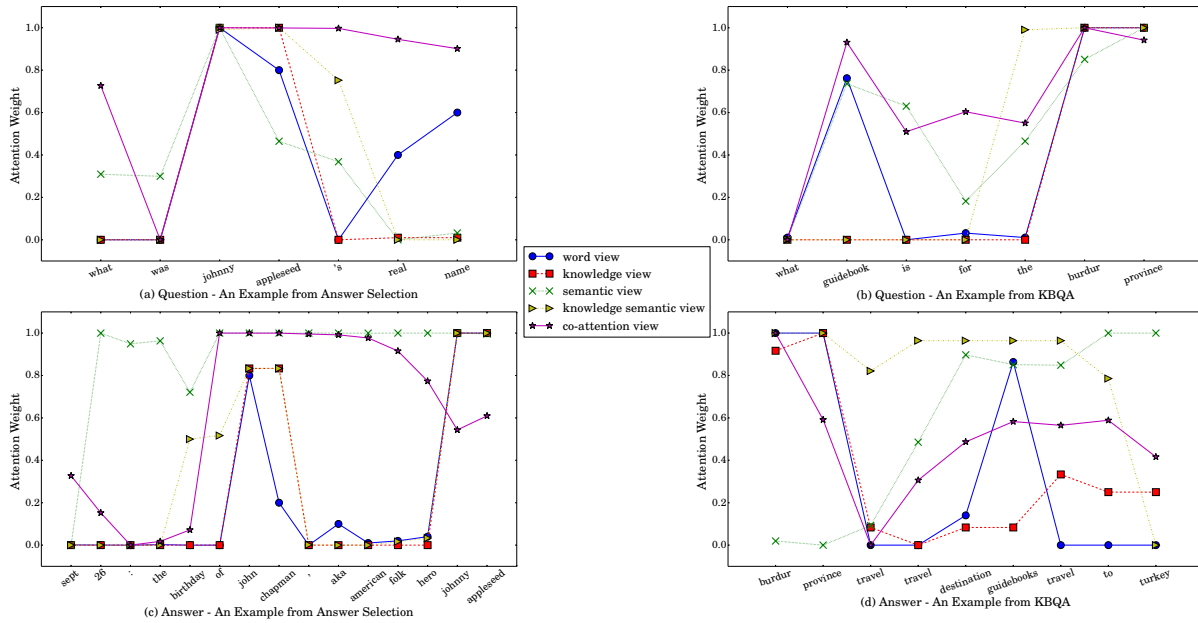 1.0
0.8
0.6
0.4
0.2
0.0
Attention Weight
what
was
johnny
appleseed
's
real
name
(a) Question - An Example from Answer Selection
1.0
0.8
0.6
0.4
0.2
0.0
Attention Weight
what
guidebook
is
for
the
burdur
province
(b) Question - An Example from KBQA
word view
knowledge view
semantic view
knowledge semantic view
co-attention view
1.0
0.8
0.6
0.4
0.2
0.0
Attention Weight
sept
26
:
the
birthday
of
john
chapman
,
aka
american
folk
hero
johnny
appleseed
(c) Answer - An Example from Answer Selection
1.0
0.8
0.6
0.4
0.2
0.0
Attention Weight
burdur
province
travel
travel
destination
guidebooks
travel
to
turkey
(d) Answer - An Example from KBQA